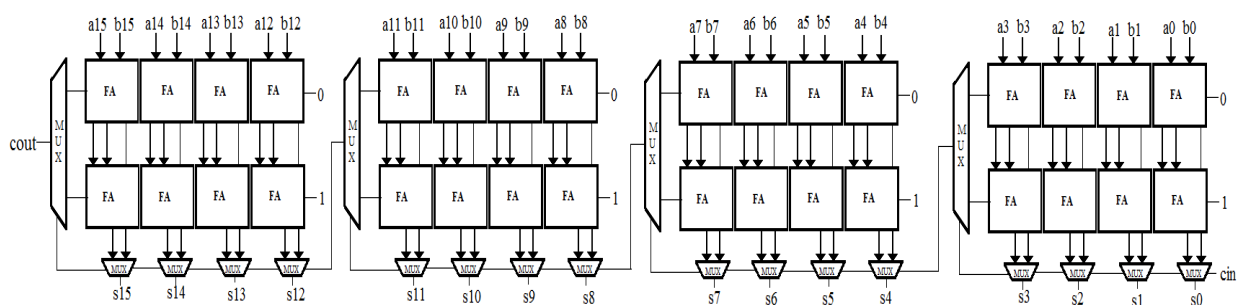 a15 b15 a14 b14 a13 b13 a12 b12
a11 b11 a10 b10 a9 b9 a8 b8
a7 b7 a6 b6 a5 b5 a4 b4
a3 b3 a2 b2 a1 b1 a0 b0
FA FA FA FA 0
FA FA FA FA 0
FA FA FA FA 0
FA FA FA FA 0
cout MUX MUX MUX MUX
FA FA FA FA 1
FA FA FA FA 1
FA FA FA FA 1
FA FA FA FA 1
MUX MUX MUX MUX
MUX MUX MUX MUX
MUX MUX MUX MUX
MUX MUX MUX MUX cin
s15 s14 s13 s12
s11 s10 s9 s8
s7 s6 s5 s4
s3 s2 s1 s0